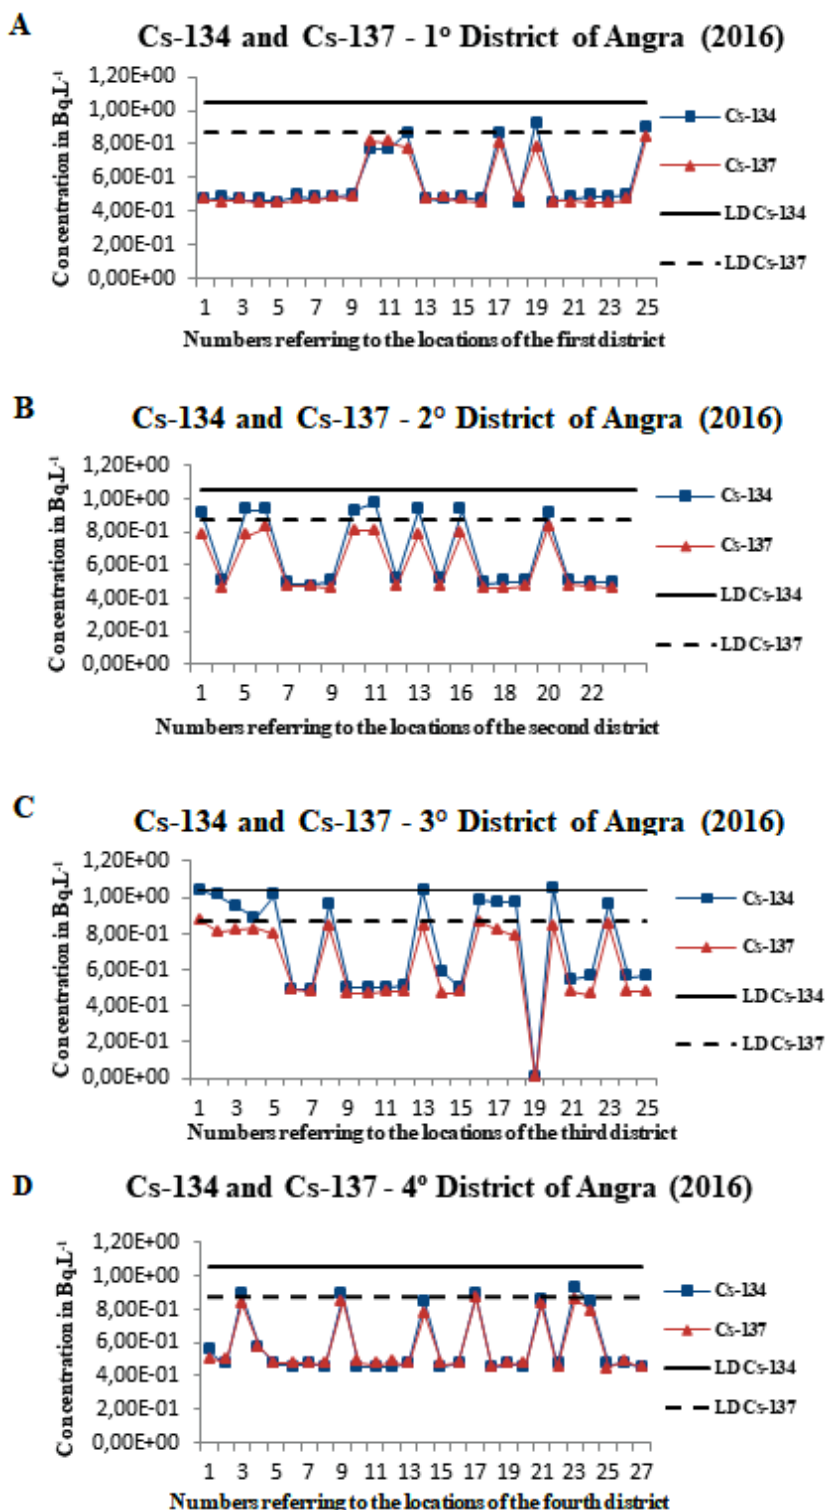 A
Cs-134 and Cs-137 - 1° District of Angra (2016)
Concentration in Bq.L-1
1,20E+00
1,00E+00
8,00E-01
6,00E-01
4,00E-01
2,00E-01
0,00E+00
1 3 5 7 9 11 13 15 17 19 21 23 25
Numbers referring to the locations of the first district
Cs-134
Cs-137
LD Cs-134
LD Cs-137
B
Cs-134 and Cs-137 - 2° District of Angra (2016)
Concentration in Bq.L-1
1,20E+00
1,00E+00
8,00E-01
6,00E-01
4,00E-01
2,00E-01
0,00E+00
1 5 7 9 11 13 16 18 20 22
Numbers referring to the locations of the second district
Cs-134
Cs-137
LD Cs-134
LD Cs-137
C
Cs-134 and Cs-137 - 3° District of Angra (2016)
Concentration in Bq.L-1
1,20E+00
1,00E+00
8,00E-01
6,00E-01
4,00E-01
2,00E-01
0,00E+00
1 3 5 7 9 11 13 15 17 19 21 23 25
Numbers referring to the locations of the third district
Cs-134
Cs-137
LD Cs-134
LD Cs-137
D
Cs-134 and Cs-137 - 4º District of Angra (2016)
Concentration in Bq.L-1
1,20E+00
1,00E+00
8,00E-01
6,00E-01
4,00E-01
2,00E-01
0,00E+00
1 3 5 7 9 11 13 15 17 19 21 23 25 27
Numbers referring to the locations of the fourth district
Cs-134
Cs-137
LD Cs-134
LD Cs-137